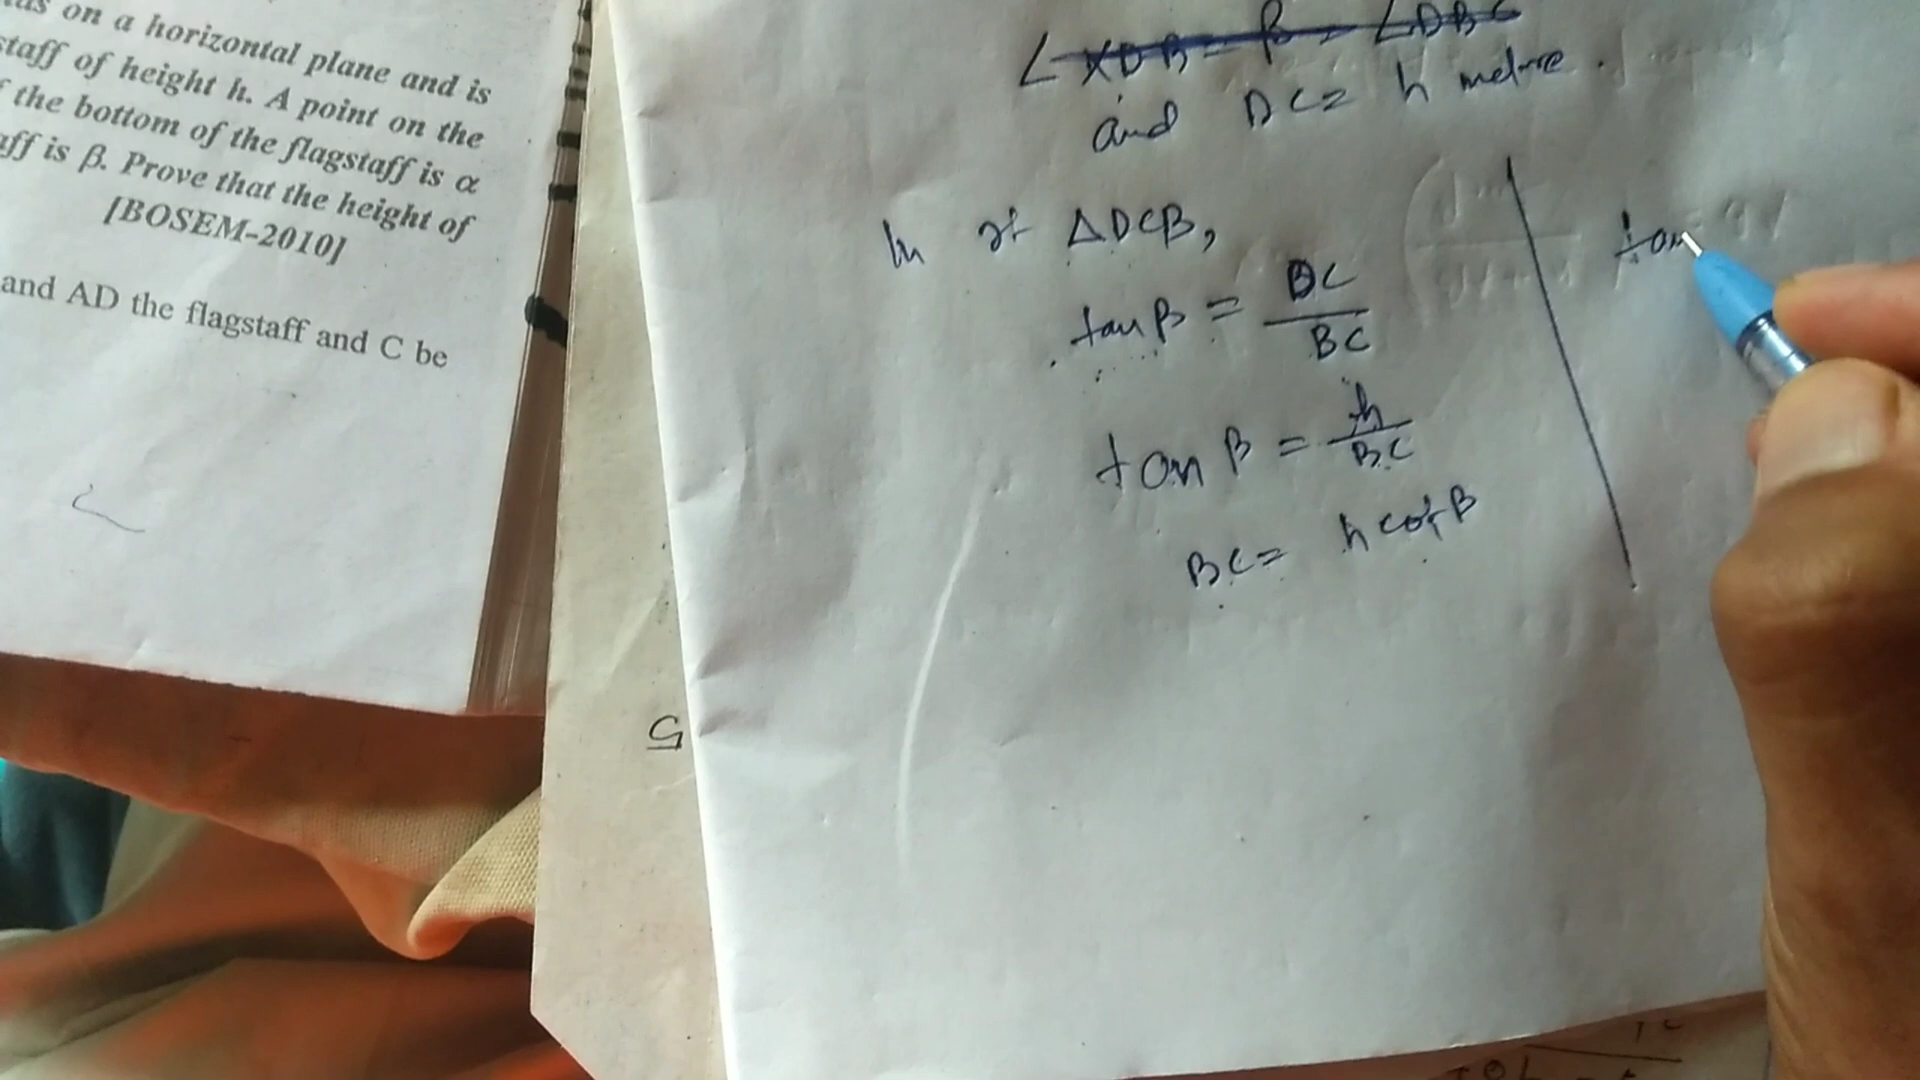 on a horizontal plane and is
staff of height h. A point on the
the bottom of the flagstaff is α
aff is β. Prove that the height of
[BOSEM-2010]
and AD the flagstaff and C be
∠XDB = β = ∠DBC
and DC = h metre.
In rt ΔDCB,
tan β = DC/BC
tan β = h/BC
BC = h cot β
tan
5